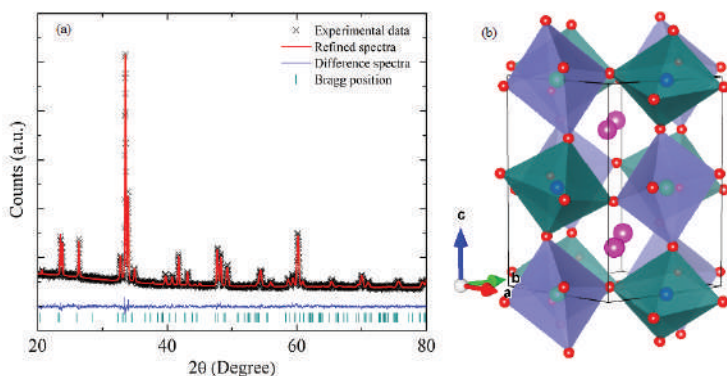 (a)
Experimental data
Refined spectra
Difference spectra
Bragg position
Counts (a.u.)
20 40 60 80
2θ (Degree)
(b)
c
b
a